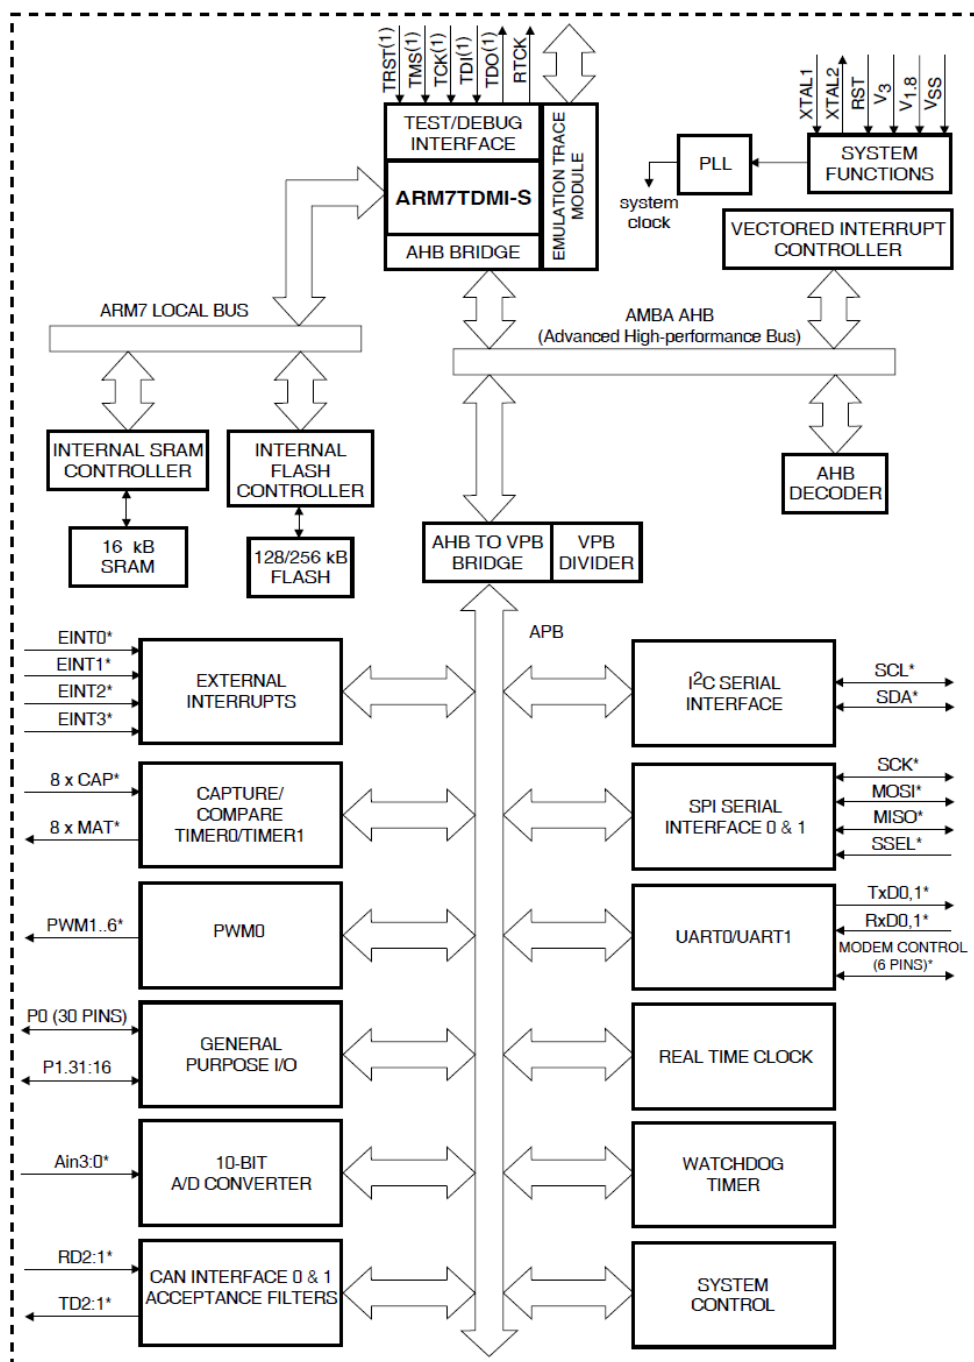 TRST(1)
TMS(1)
TCK(1)
TDI(1)
TDO(1)
RTCK
XTAL1
XTAL2
RST
V3
V1.8
VSS
TEST/DEBUG
INTERFACE
EMULATION TRACE
MODULE
ARM7TDMI-S
AHB BRIDGE
PLL
SYSTEM
FUNCTIONS
system
clock
VECTORED INTERRUPT
CONTROLLER
ARM7 LOCAL BUS
AMBA AHB
(Advanced High-performance Bus)
INTERNAL SRAM
CONTROLLER
INTERNAL
FLASH
CONTROLLER
AHB
DECODER
16 kB
SRAM
128/256 kB
FLASH
AHB TO VPB
BRIDGE
VPB
DIVIDER
APB
EINT0*
EINT1*
EINT2*
EINT3*
EXTERNAL
INTERRUPTS
I2C SERIAL
INTERFACE
SCL*
SDA*
8 x CAP*
8 x MAT*
CAPTURE/
COMPARE
TIMER0/TIMER1
SPI SERIAL
INTERFACE 0 & 1
SCK*
MOSI*
MISO*
SSEL*
PWM1..6*
PWM0
UART0/UART1
TxD0,1*
RxD0,1*
MODEM CONTROL
(6 PINS)*
P0 (30 PINS)
P1.31:16
GENERAL
PURPOSE I/O
REAL TIME CLOCK
Ain3:0*
10-BIT
A/D CONVERTER
WATCHDOG
TIMER
RD2:1*
TD2:1*
CAN INTERFACE 0 & 1
ACCEPTANCE FILTERS
SYSTEM
CONTROL